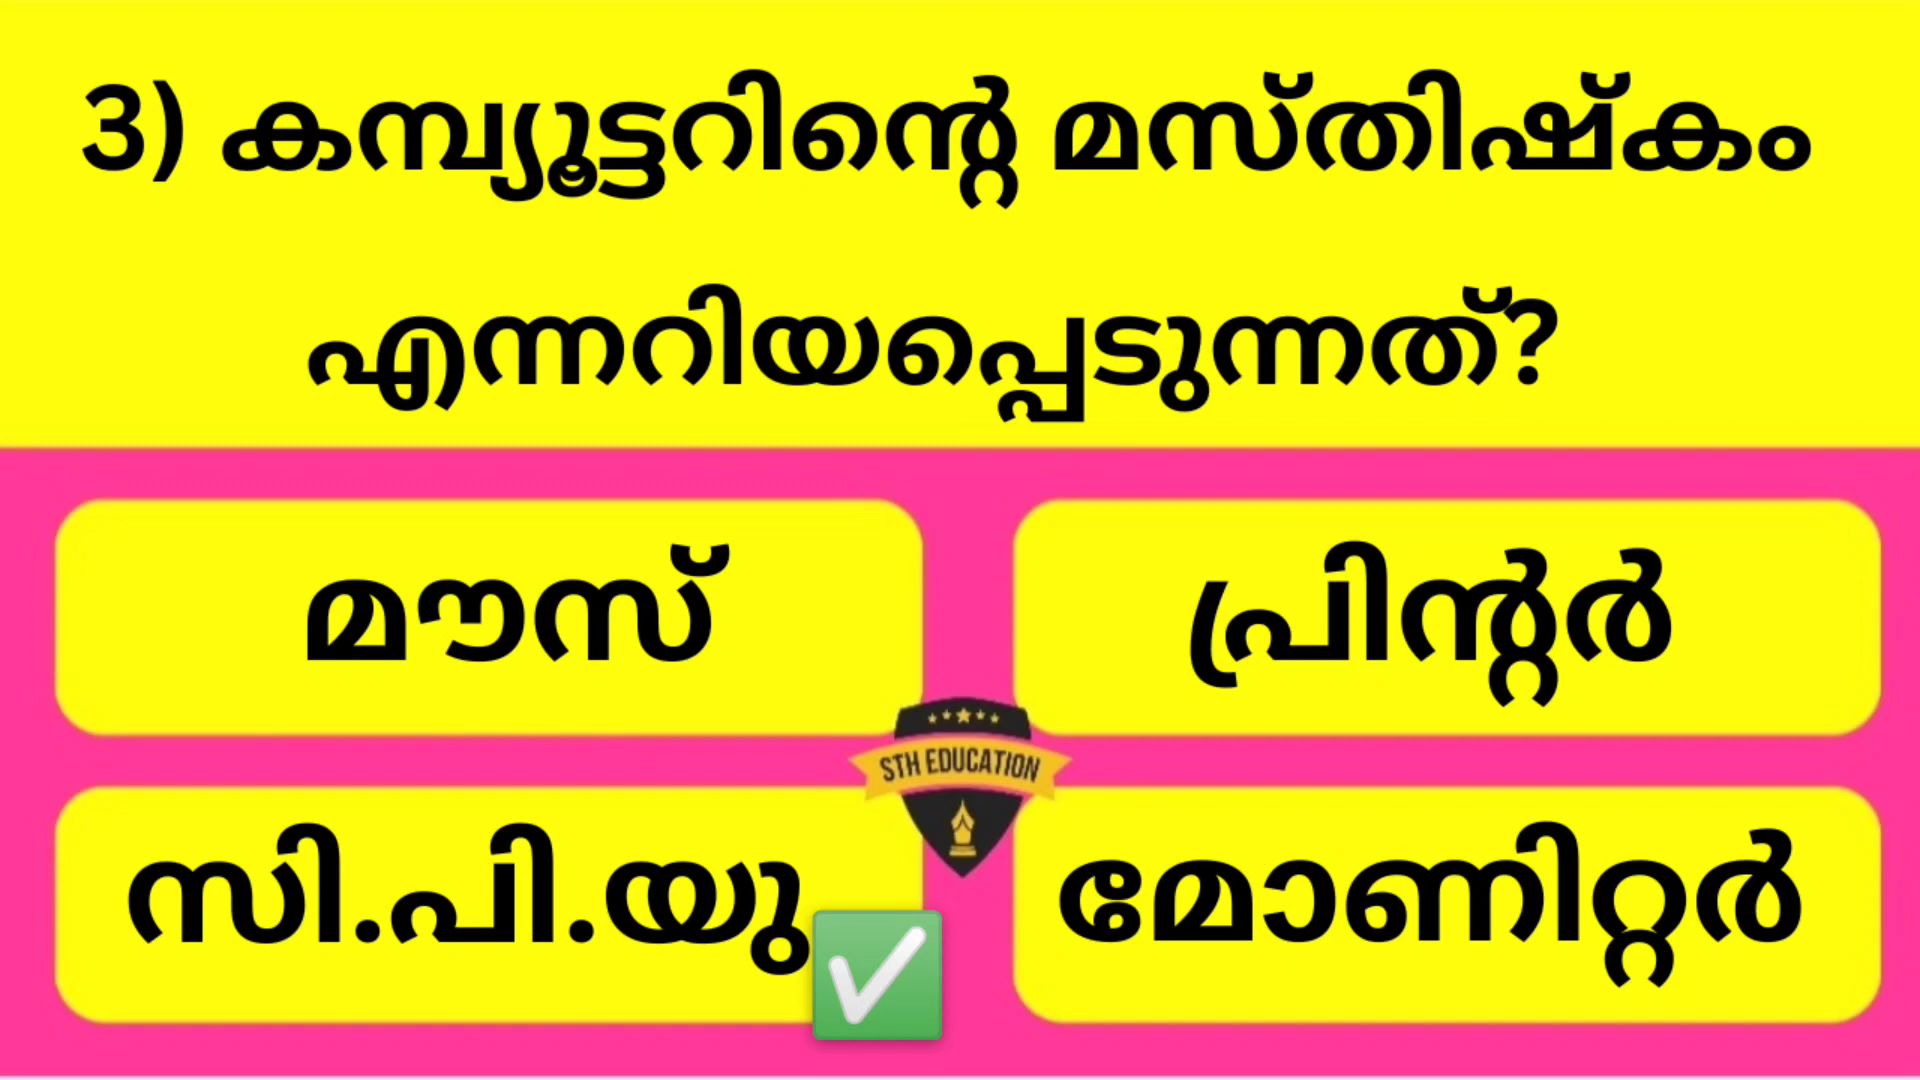 3) കമ്പ്യൂട്ടറിന്റെ മസ്തിഷ്കം
എന്നറിയപ്പെടുന്നത്?
മൗസ്
പ്രിന്റർ
STH EDUCATION
സി.പി.യു
മോണിറ്റർ